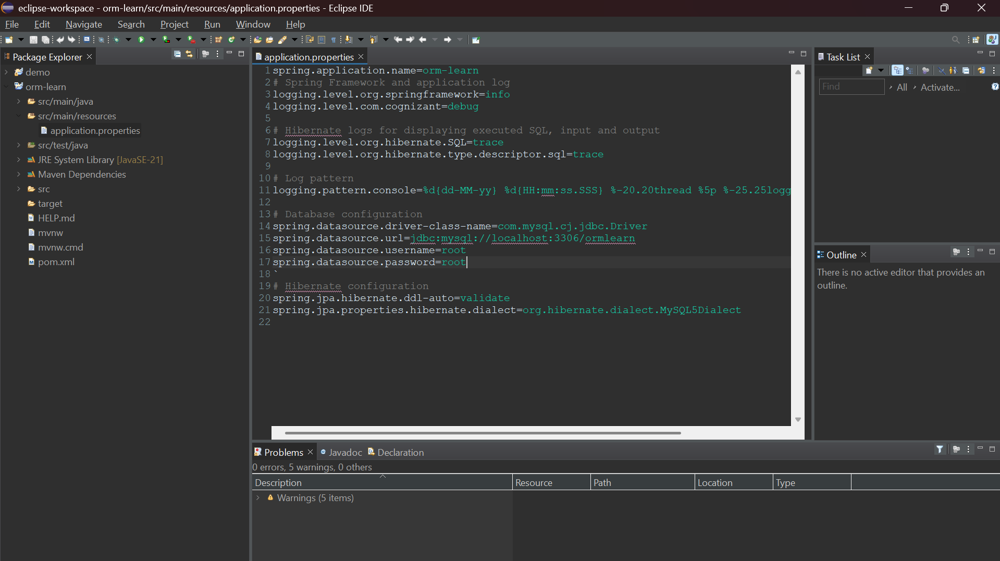 eclipse-workspace - orm-learn/src/main/resources/application.properties - Eclipse IDE
File Edit Navigate Search Project Run Window Help
Package Explorer
demo
orm-learn
src/main/java
src/main/resources
application.properties
src/test/java
JRE System Library [JavaSE-21]
Maven Dependencies
src
target
HELP.md
mvnw
mvnw.cmd
pom.xml
application.properties
1 spring.application.name=orm-learn
2 # Spring Framework and application log
3 logging.level.org.springframework=info
4 logging.level.com.cognizant=debug
5
6 # Hibernate logs for displaying executed SQL, input and output
7 logging.level.org.hibernate.SQL=trace
8 logging.level.org.hibernate.type.descriptor.sql=trace
9
10 # Log pattern
11 logging.pattern.console=%d{dd-MM-yy} %d{HH:mm:ss.SSS} %-20.20thread %5p %-25.25logg
12
13 # Database configuration
14 spring.datasource.driver-class-name=com.mysql.cj.jdbc.Driver
15 spring.datasource.url=jdbc:mysql://localhost:3306/ormlearn
16 spring.datasource.username=root
17 spring.datasource.password=root
18 `
19 # Hibernate configuration
20 spring.jpa.hibernate.ddl-auto=validate
21 spring.jpa.properties.hibernate.dialect=org.hibernate.dialect.MySQL5Dialect
22
Task List
Find All Activate...
Outline
There is no active editor that provides an
outline.
Problems Javadoc Declaration
0 errors, 5 warnings, 0 others
Description Resource Path Location Type
Warnings (5 items)